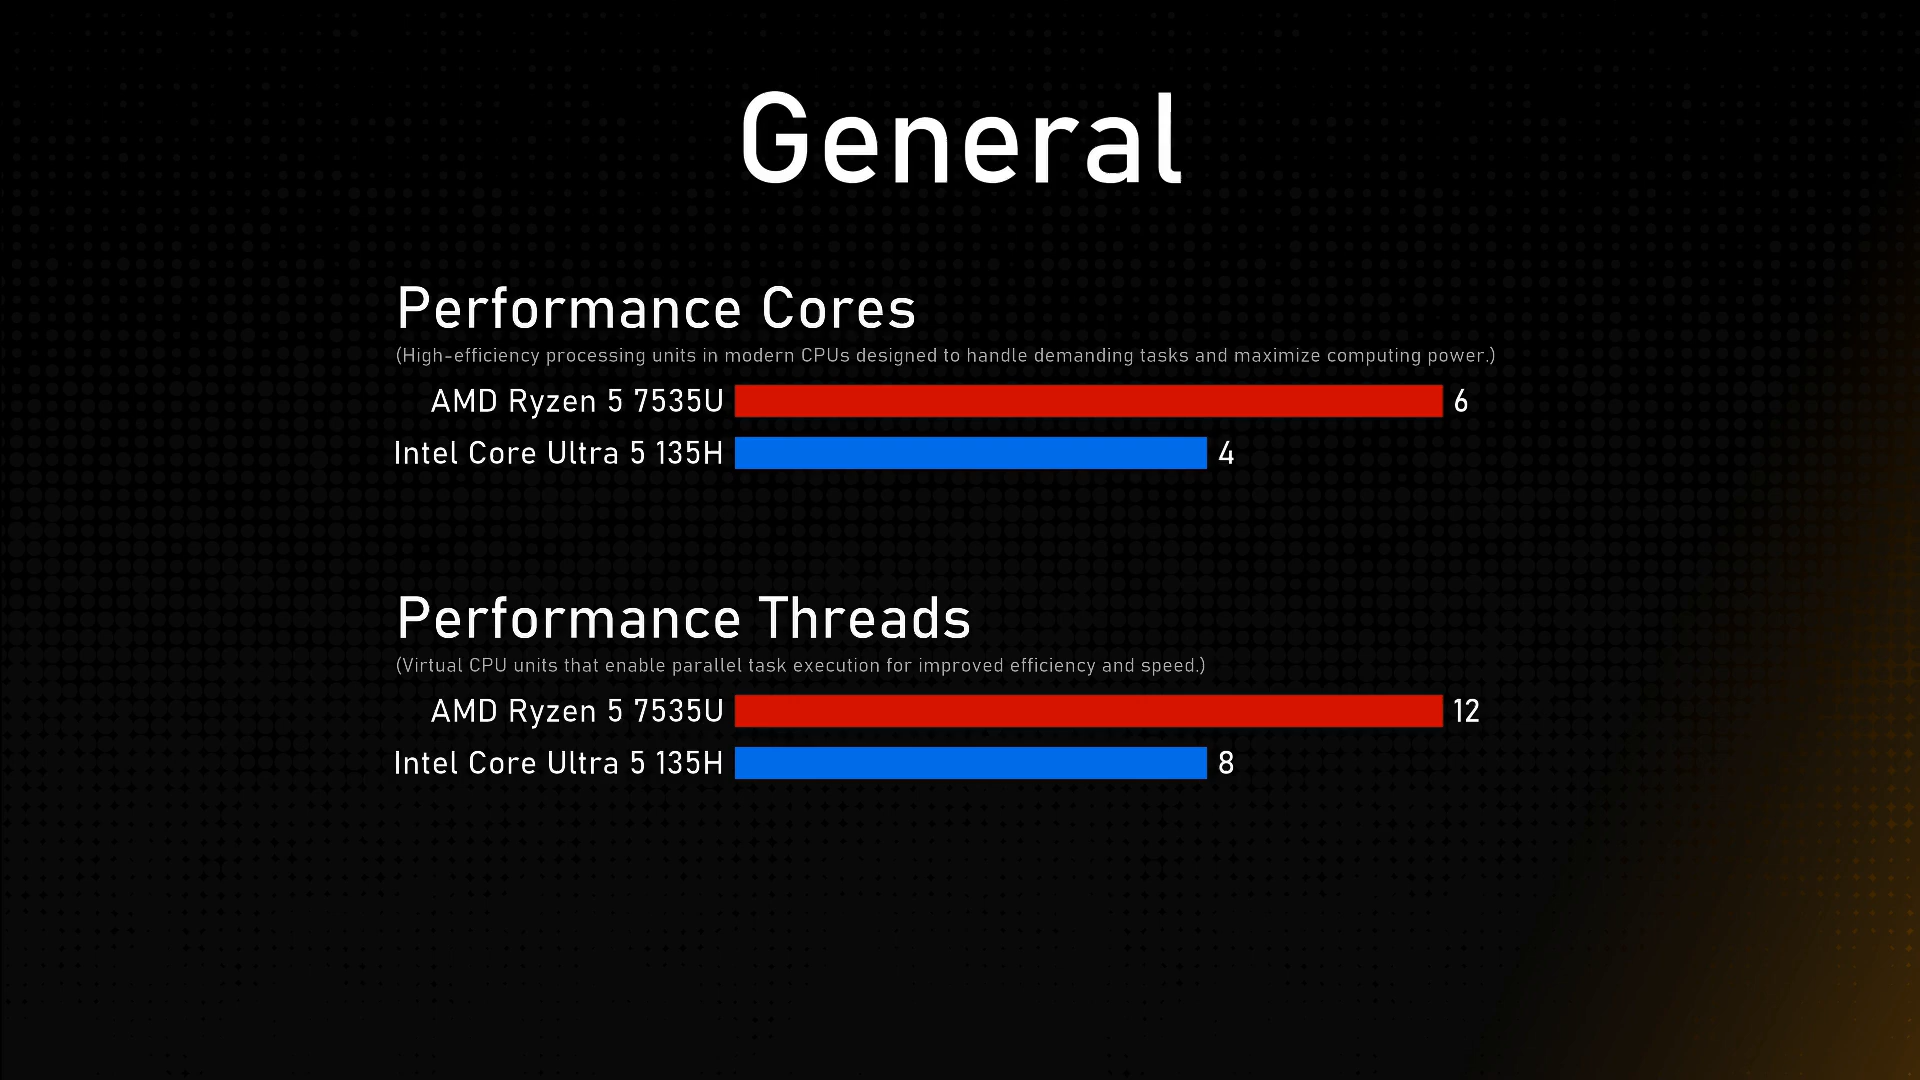 General
Performance Cores
(High-efficiency processing units in modern CPUs designed to handle demanding tasks and maximize computing power.)
AMD Ryzen 5 7535U 6
Intel Core Ultra 5 135H 4
Performance Threads
(Virtual CPU units that enable parallel task execution for improved efficiency and speed.)
AMD Ryzen 5 7535U 12
Intel Core Ultra 5 135H 8